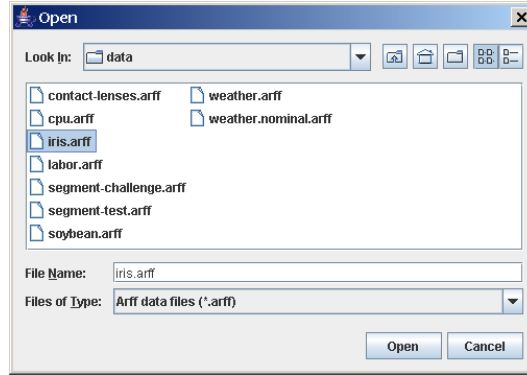 Open
Look In: data
contact-lenses.arff
cpu.arff
iris.arff
labor.arff
segment-challenge.arff
segment-test.arff
soybean.arff
weather.arff
weather.nominal.arff
File Name: iris.arff
Files of Type: Arff data files (*.arff)
Open Cancel